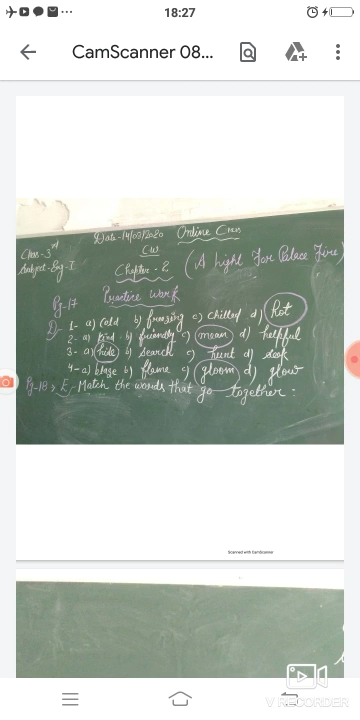 18:27
CamScanner 08...
Date-14/07/2020 Online Class
Class-3rd CW
Subject-Eng-I Chapter-2 (A light For Palace Fire)
Pg-17 Practice Work
D- 1- a) Cold b) freezing c) chilled d) Hot
2- a) Kind b) friendly c) mean d) helpful
3- a) hide b) search c) hunt d) seek
4- a) blaze b) flame c) gloom d) glow
Pg-18 E-Match the words that go together:
Scanned with CamScanner
V RECORDER